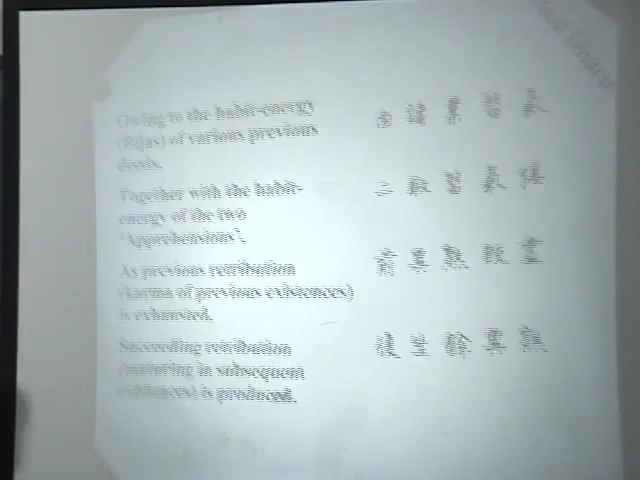 Owing to the habit-energy
(Bijas) of various previous
deeds,
Together with the habit-
energy of the two
'Apprehensions',
As previous retribution
(karma of previous existences)
is exhausted,
Succeeding retribution
(maturing in subsequent
existences) is produced.
由諸業習氣
二取習氣俱
前異熟既盡
復生餘異熟